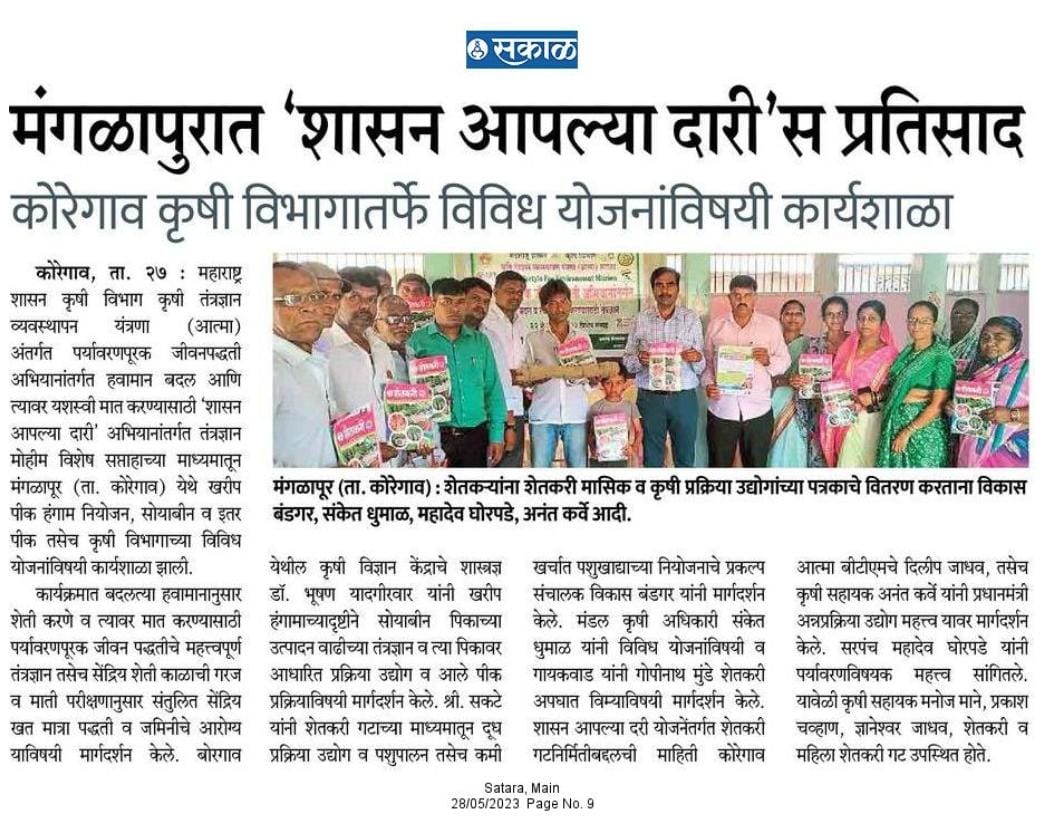 सकाळ
मंगळापुरात ‘शासन आपल्या दारी’स प्रतिसाद
कोरेगाव कृषी विभागातर्फे विविध योजनांविषयी कार्यशाळा
कोरेगाव, ता. २७ : महाराष्ट्र
शासन कृषी विभाग कृषी तंत्रज्ञान
व्यवस्थापन यंत्रणा (आत्मा)
अंतर्गत पर्यावरणपूरक जीवनपद्धती
अभियानांतर्गत हवामान बदल आणि
त्यावर यशस्वी मात करण्यासाठी ‘शासन
आपल्या दारी’ अभियानांतर्गत तंत्रज्ञान
मोहीम विशेष सप्ताहाच्या माध्यमातून
मंगळापूर (ता. कोरेगाव) येथे खरीप
पीक हंगाम नियोजन, सोयाबीन व इतर
पीक तसेच कृषी विभागाच्या विविध
योजनांविषयी कार्यशाळा झाली.
कार्यक्रमात बदलत्या हवामानानुसार
शेती करणे व त्यावर मात करण्यासाठी
पर्यावरणपूरक जीवन पद्धतीचे महत्त्वपूर्ण
तंत्रज्ञान तसेच सेंद्रिय शेती काळाची गरज
व माती परीक्षणानुसार संतुलित सेंद्रिय
खत मात्रा पद्धती व जमिनीचे आरोग्य
याविषयी मार्गदर्शन केले. बोरगाव
मंगळापूर (ता. कोरेगाव) : शेतकऱ्यांना शेतकरी मासिक व कृषी प्रक्रिया उद्योगांच्या पत्रकाचे वितरण करताना विकास
बंडगर, संकेत धुमाळ, महादेव घोरपडे, अनंत कर्वे आदी.
येथील कृषी विज्ञान केंद्राचे शास्त्रज्ञ
डॉ. भूषण यादगीरवार यांनी खरीप
हंगामाच्यादृष्टीने सोयाबीन पिकाच्या
उत्पादन वाढीच्या तंत्रज्ञान व त्या पिकावर
आधारित प्रक्रिया उद्योग व आले पीक
प्रक्रियाविषयी मार्गदर्शन केले. श्री. सकटे
यांनी शेतकरी गटाच्या माध्यमातून दूध
प्रक्रिया उद्योग व पशुपालन तसेच कमी
खर्चात पशुखाद्याच्या नियोजनाचे प्रकल्प
संचालक विकास बंडगर यांनी मार्गदर्शन
केले. मंडल कृषी अधिकारी संकेत
धुमाळ यांनी विविध योजनांविषयी व
गायकवाड यांनी गोपीनाथ मुंडे शेतकरी
अपघात विम्याविषयी मार्गदर्शन केले.
शासन आपल्या दरी योजनेंतर्गत शेतकरी
गटनिर्मितीबद्दलची माहिती कोरेगाव
आत्मा बीटीएमचे दिलीप जाधव, तसेच
कृषी सहायक अनंत कर्वे यांनी प्रधानमंत्री
अन्नप्रक्रिया उद्योग महत्त्व यावर मार्गदर्शन
केले. सरपंच महादेव घोरपडे यांनी
पर्यावरणविषयक महत्त्व सांगितले.
यावेळी कृषी सहायक मनोज माने, प्रकाश
चव्हाण, ज्ञानेश्वर जाधव, शेतकरी व
महिला शेतकरी गट उपस्थित होते.
Satara, Main
28/05/2023 Page No. 9